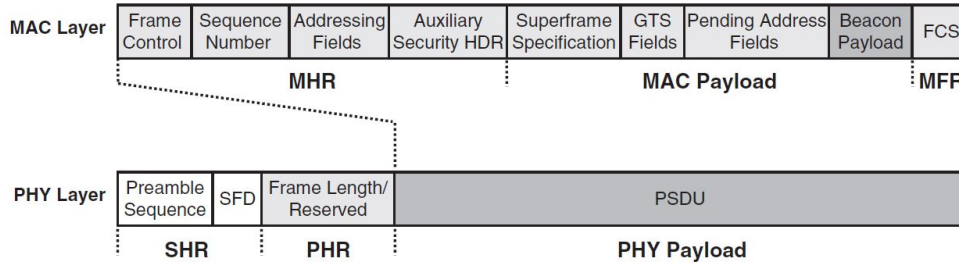 MAC Layer
Frame Control
Sequence Number
Addressing Fields
Auxiliary Security HDR
Superframe Specification
GTS Fields
Pending Address Fields
Beacon Payload
FCS
MHR
MAC Payload
MFR
PHY Layer
Preamble Sequence
SFD
Frame Length/ Reserved
PSDU
SHR
PHR
PHY Payload